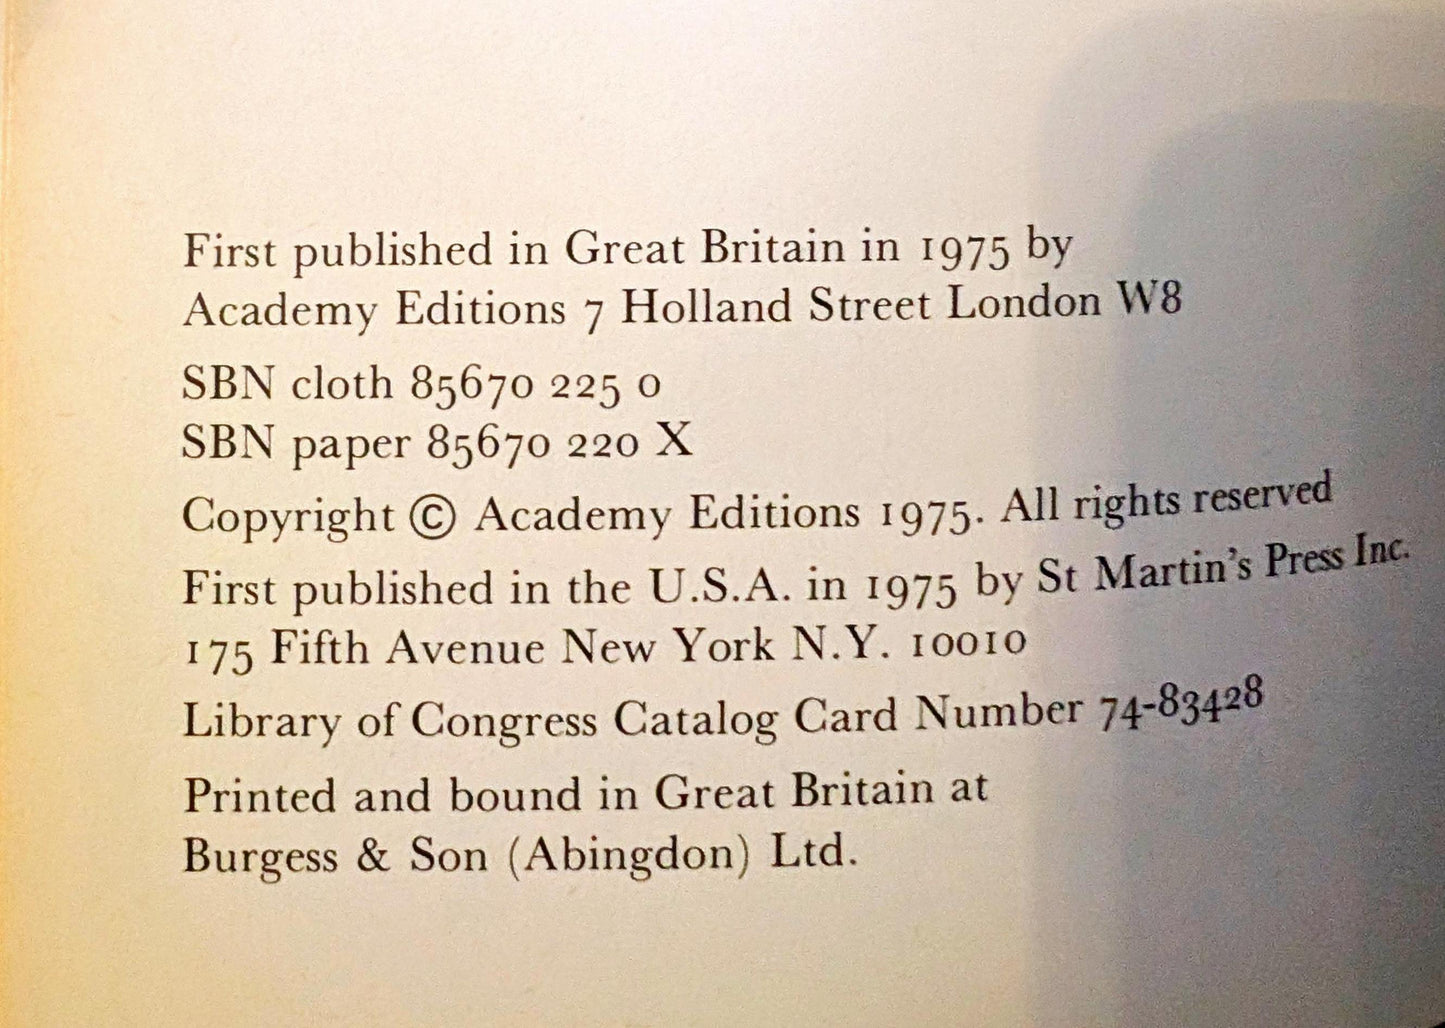 First published in Great Britain in 1975 by
Academy Editions 7 Holland Street London W8
SBN cloth 85670 225 0
SBN paper 85670 220 X
Copyright © Academy Editions 1975. All rights reserved
First published in the U.S.A. in 1975 by St Martin's Press Inc.
175 Fifth Avenue New York N.Y. 10010
Library of Congress Catalog Card Number 74-83428
Printed and bound in Great Britain at
Burgess & Son (Abingdon) Ltd.